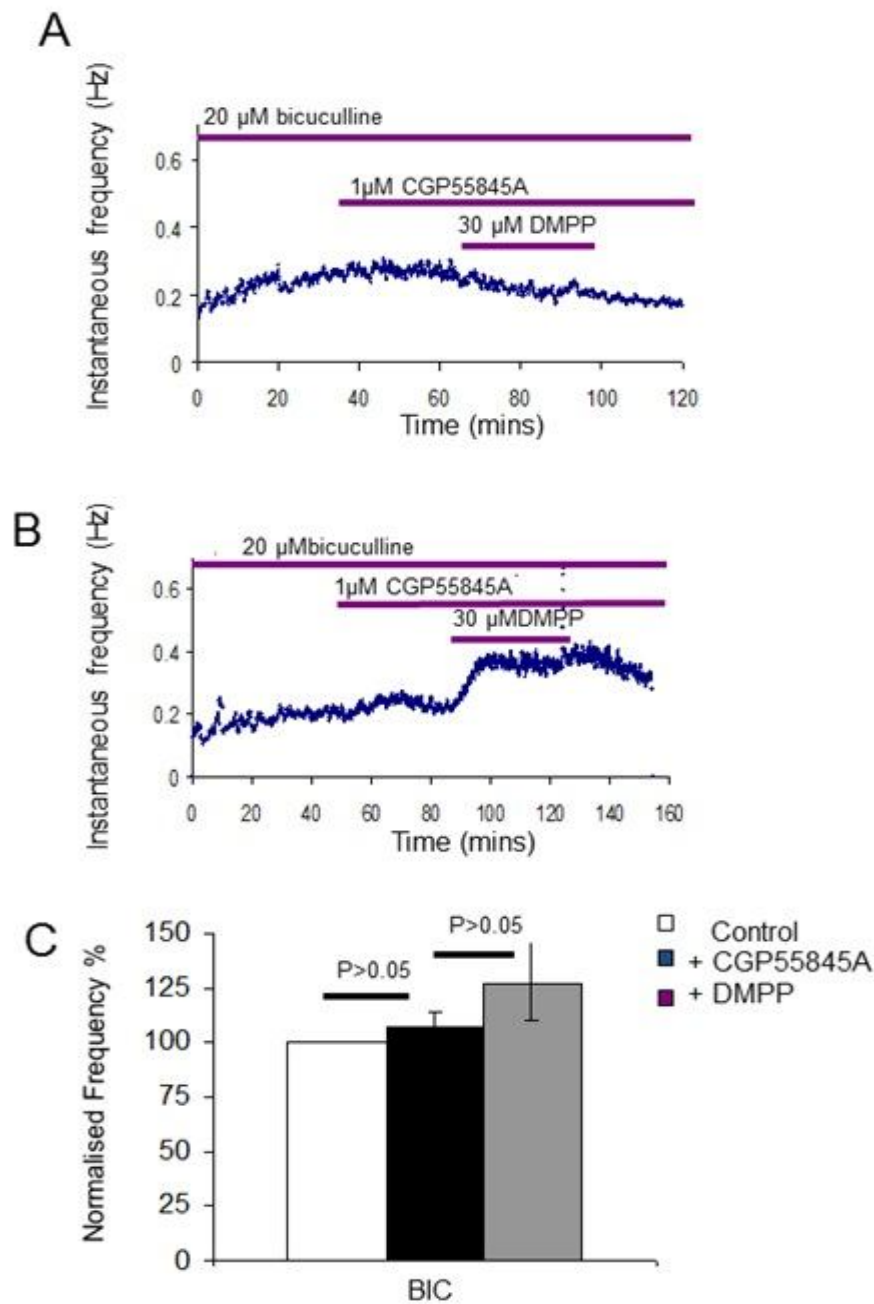 A
Instantaneous frequency (Hz)
20 µM bicuculline
0.6
1µM CGP55845A
0.4
30 µM DMPP
0.2
0
0 20 40 60 80 100 120
Time (mins)
B
Instantaneous frequency (Hz)
20 µMbicuculline
0.6
1µM CGP55845A
30 µMDMPP
0.4
0.2
0
0 20 40 60 80 100 120 140 160
Time (mins)
C
Normalised Frequency %
150
125
100
75
50
25
0
P>0.05
P>0.05
BIC
Control
+ CGP55845A
+ DMPP